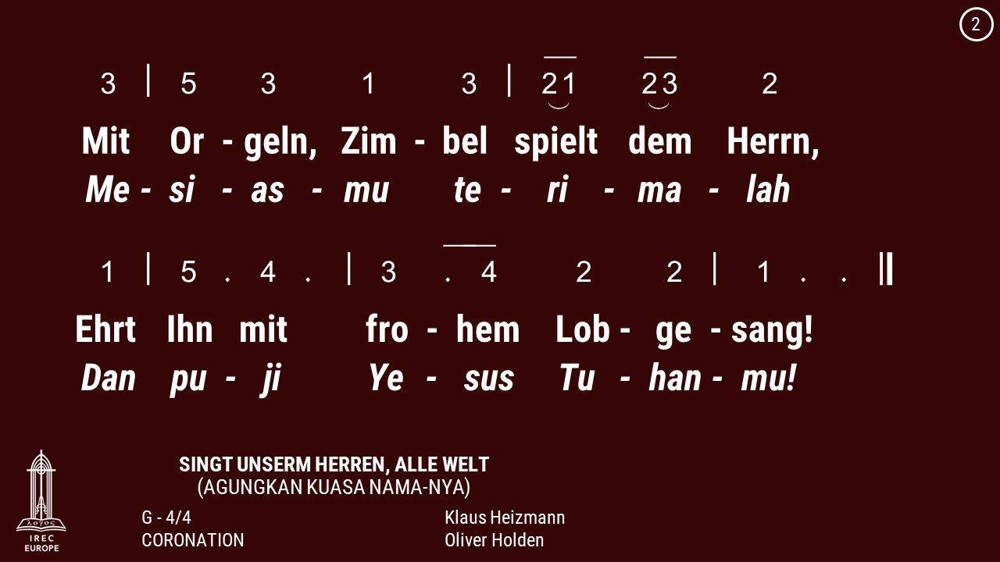 2
3 | 5 3 1 3 | 21 23 2
Mit Or - geln, Zim - bel spielt dem Herrn,
Me - si - as - mu te - ri - ma - lah
1 | 5 . 4 . | 3 . 4 2 2 | 1 . . ||
Ehrt Ihn mit fro - hem Lob - ge - sang!
Dan pu - ji Ye - sus Tu - han - mu!
SINGT UNSERM HERREN, ALLE WELT
(AGUNGKAN KUASA NAMA-NYA)
G - 4/4 Klaus Heizmann
CORONATION Oliver Holden
λογος
IREC
EUROPE